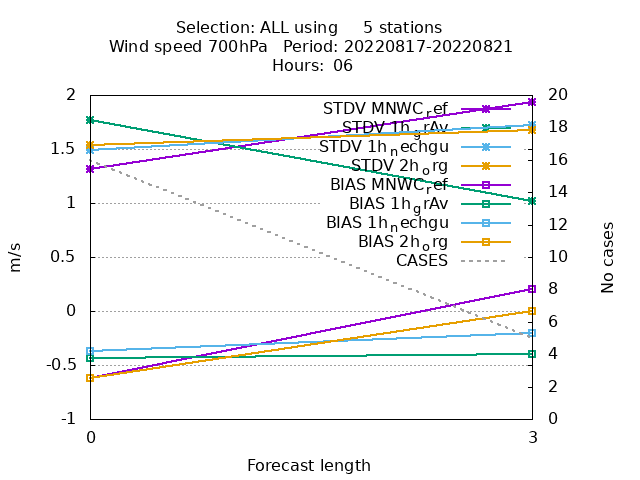 Selection: ALL using     5 stations
Wind speed 700hPa   Period: 20220817-20220821
Hours:  06
2
1.5
1
0.5
0
-0.5
-1
20
18
16
14
12
10
8
6
4
2
0
m/s
No cases
STDV MNWC_ref
STDV 1h_grAv
STDV 1h_nechgu
STDV 2h_org
BIAS MNWC_ref
BIAS 1h_grAv
BIAS 1h_nechgu
BIAS 2h_org
CASES
0
3
Forecast length